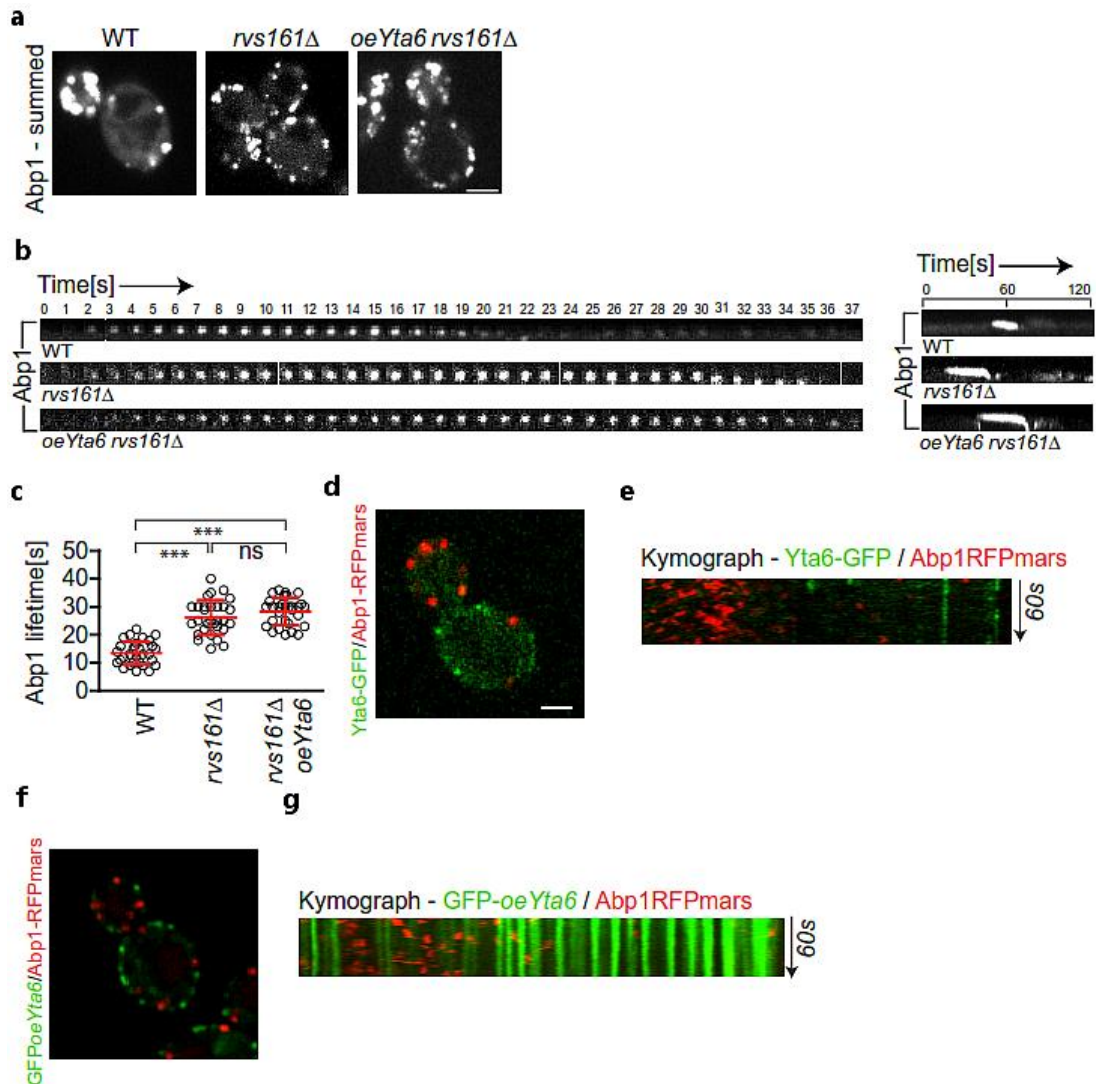 a
WT rvs161Δ oeYta6 rvs161Δ
Abp1 - summed
b
Time[s]
0 1 2 3 4 5 6 7 8 9 10 11 12 13 14 15 16 17 18 19 20 21 22 23 24 25 26 27 28 29 30 31 32 33 34 35 36 37
Abp1
WT
rvs161Δ
oeYta6 rvs161Δ
Time[s]
0 60 120
Abp1
WT
rvs161Δ
oeYta6 rvs161Δ
c
***
*** ns
Abp1 lifetime[s]
50
40
30
20
10
0
WT
rvs161Δ
rvs161Δ
oeYta6
d
Yta6-GFP/Abp1-RFPmars
e
Kymograph - Yta6-GFP / Abp1RFPmars
60s
f
GFPoeYta6/Abp1-RFPmars
g
Kymograph - GFP-oeYta6 / Abp1RFPmars
60s